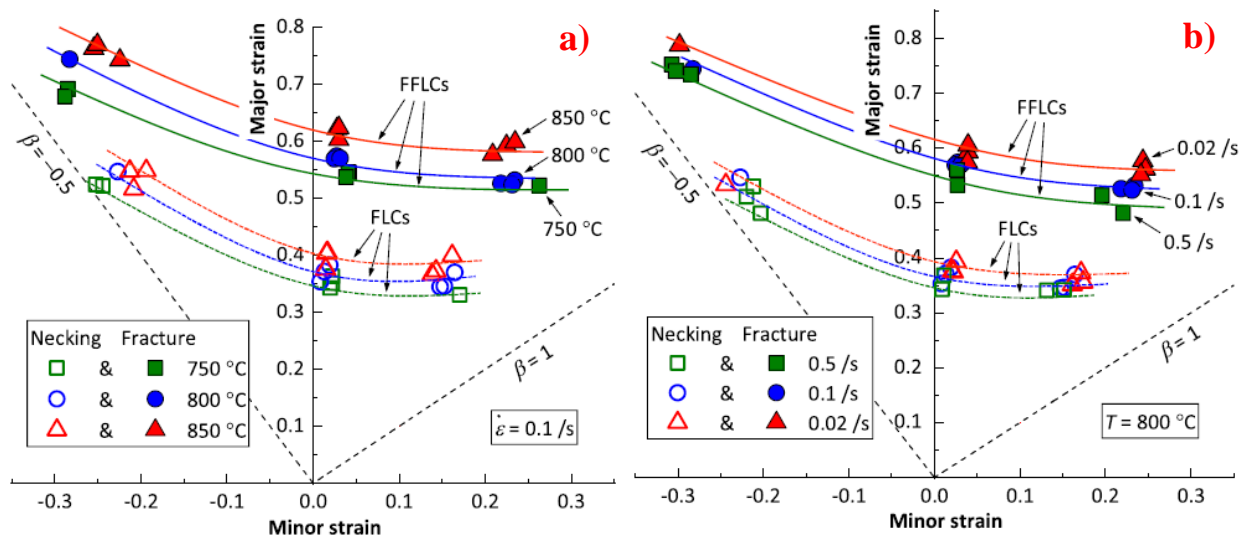 a)
Major strain
0.8
0.7
0.6
0.5
0.4
0.3
0.2
0.1
FFLCs
850 °C
800 °C
750 °C
β = -0.5
FLCs
Necking Fracture
& 750 °C
& 800 °C
& 850 °C
β = 1
ε̇ = 0.1 /s
-0.3 -0.2 -0.1 0.0 0.1 0.2 0.3
Minor strain
b)
Major strain
0.8
0.7
0.6
0.5
0.4
0.3
0.2
0.1
FFLCs
0.02 /s
0.1 /s
0.5 /s
β = -0.5
FLCs
Necking Fracture
& 0.5 /s
& 0.1 /s
& 0.02 /s
β = 1
T = 800 °C
-0.3 -0.2 -0.1 0.0 0.1 0.2 0.3
Minor strain